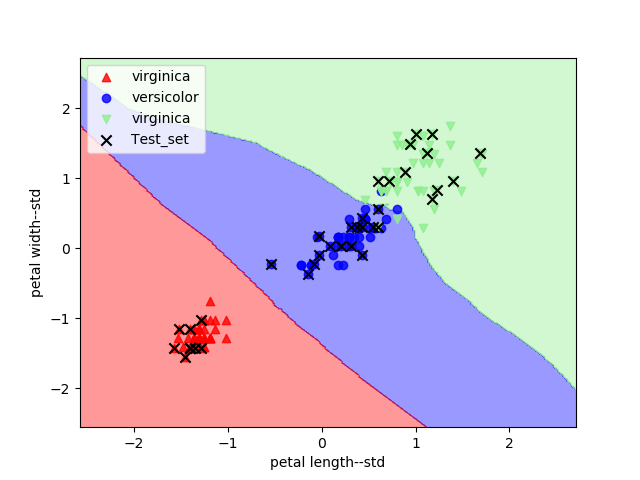 virginica
versicolor
virginica
Test_set
2
1
0
−1
−2
petal width--std
−2
−1
0
1
2
petal length--std